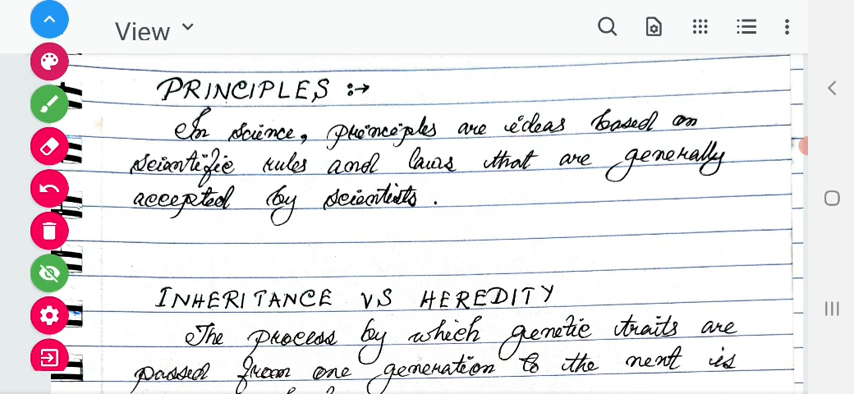 View
PRINCIPLES :→
In science, principles are ideas based on
scientific rules and laws that are generally
accepted by scientists.
INHERITANCE VS HEREDITY
The process by which genetic traits are
passed from one generation to the next is